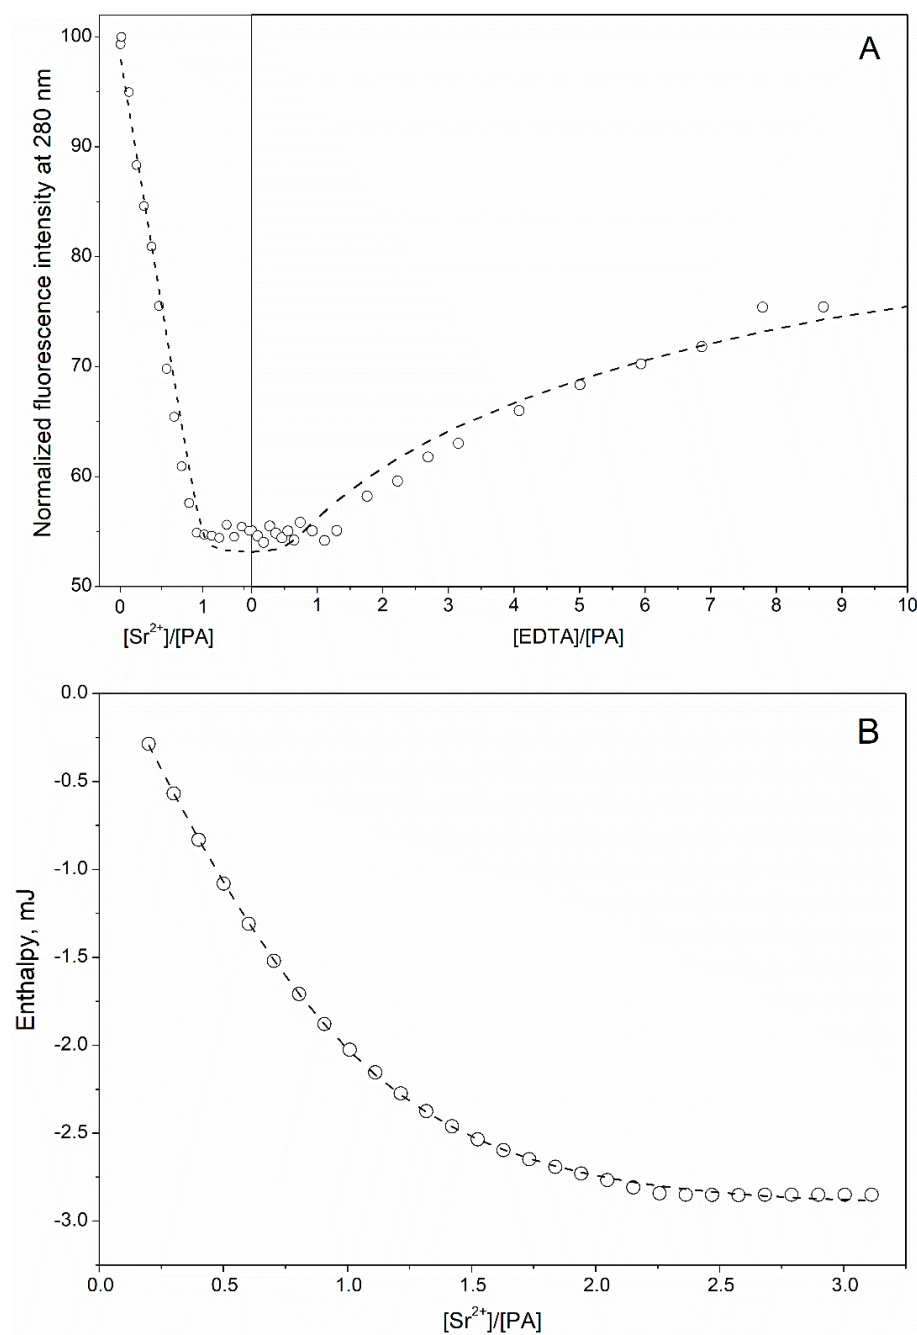 A
Normalized fluorescence intensity at 280 nm
100
90
80
70
60
50
0 1 0 1 2 3 4 5 6 7 8 9 10
[Sr²⁺]/[PA] [EDTA]/[PA]
B
Enthalpy, mJ
0.0
-0.5
-1.0
-1.5
-2.0
-2.5
-3.0
0.0 0.5 1.0 1.5 2.0 2.5 3.0
[Sr²⁺]/[PA]